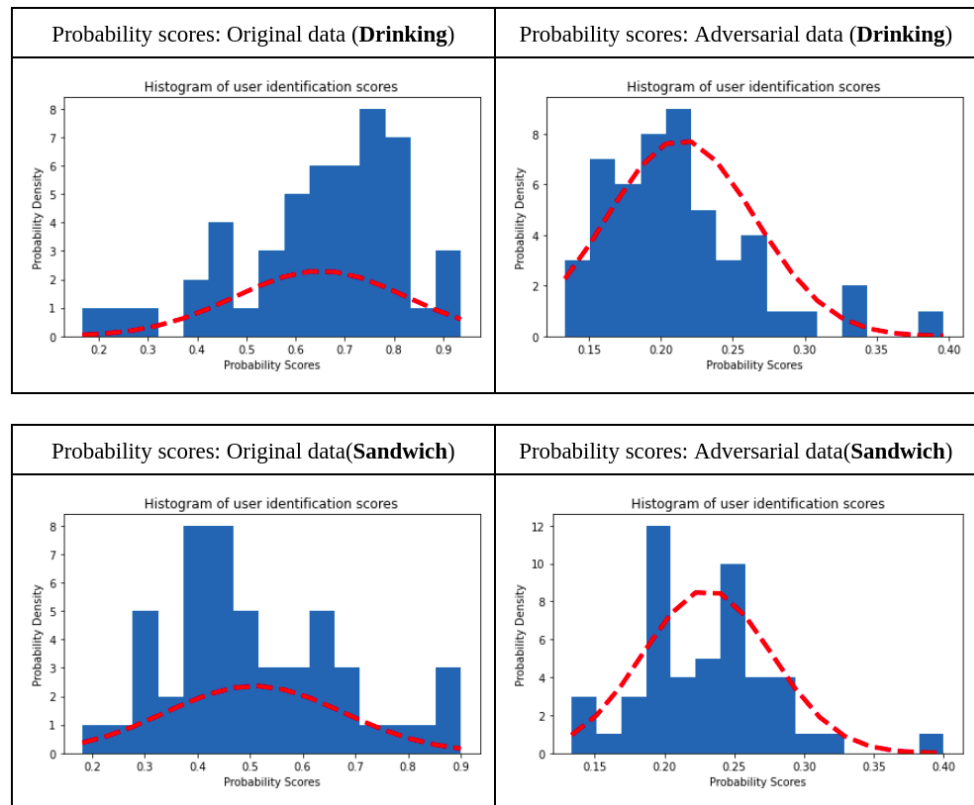 Probability scores: Original data (Drinking)
Probability scores: Adversarial data (Drinking)
Histogram of user identification scores
Probability Density
8
7
6
5
4
3
2
1
0
0.2 0.3 0.4 0.5 0.6 0.7 0.8 0.9
Probability Scores
Histogram of user identification scores
Probability Density
8
6
4
2
0
0.15 0.20 0.25 0.30 0.35 0.40
Probability Scores
Probability scores: Original data(Sandwich)
Probability scores: Adversarial data(Sandwich)
Histogram of user identification scores
Probability Density
8
7
6
5
4
3
2
1
0
0.2 0.3 0.4 0.5 0.6 0.7 0.8 0.9
Probability Scores
Histogram of user identification scores
Probability Density
12
10
8
6
4
2
0
0.15 0.20 0.25 0.30 0.35 0.40
Probability Scores